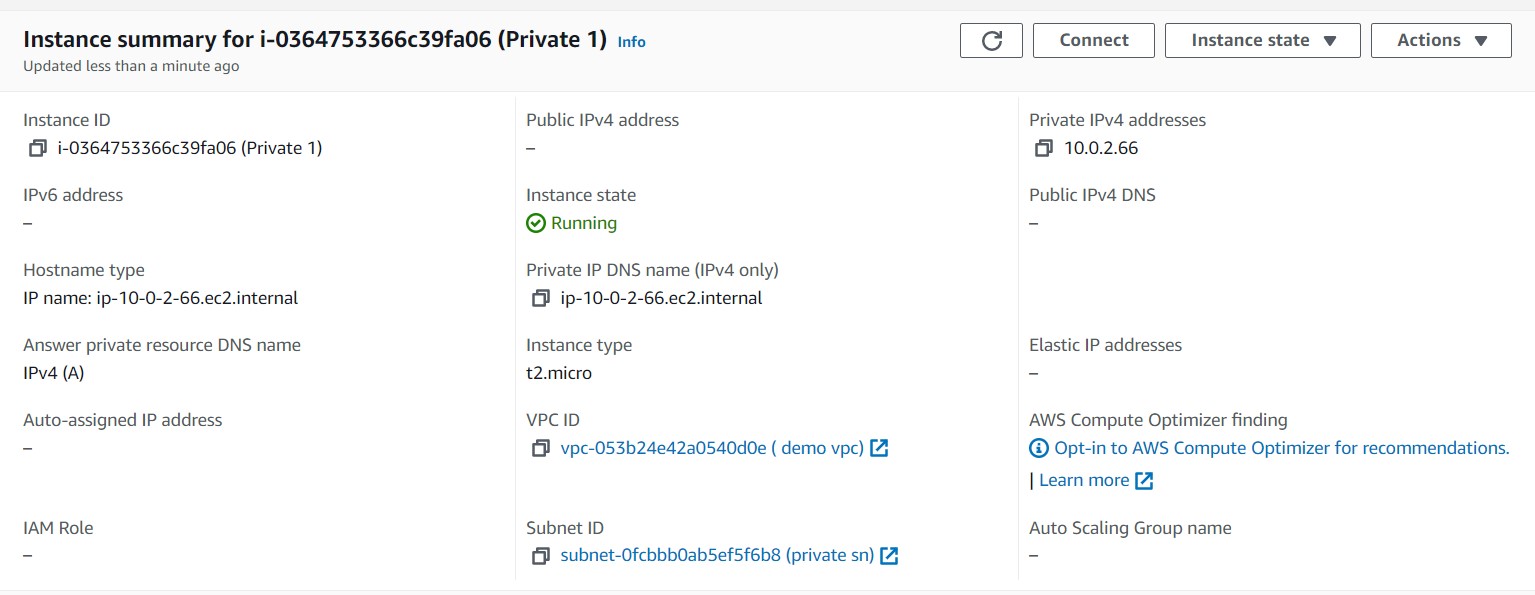 Instance summary for i-0364753366c39fa06 (Private 1) Info
Updated less than a minute ago
Connect
Instance state
Actions
Instance ID
i-0364753366c39fa06 (Private 1)
Public IPv4 address
–
Private IPv4 addresses
10.0.2.66
IPv6 address
–
Instance state
Running
Public IPv4 DNS
–
Hostname type
IP name: ip-10-0-2-66.ec2.internal
Private IP DNS name (IPv4 only)
ip-10-0-2-66.ec2.internal
Answer private resource DNS name
IPv4 (A)
Instance type
t2.micro
Elastic IP addresses
–
Auto-assigned IP address
–
VPC ID
vpc-053b24e42a0540d0e ( demo vpc)
AWS Compute Optimizer finding
Opt-in to AWS Compute Optimizer for recommendations.
| Learn more
IAM Role
–
Subnet ID
subnet-0fcbbb0ab5ef5f6b8 (private sn)
Auto Scaling Group name
–